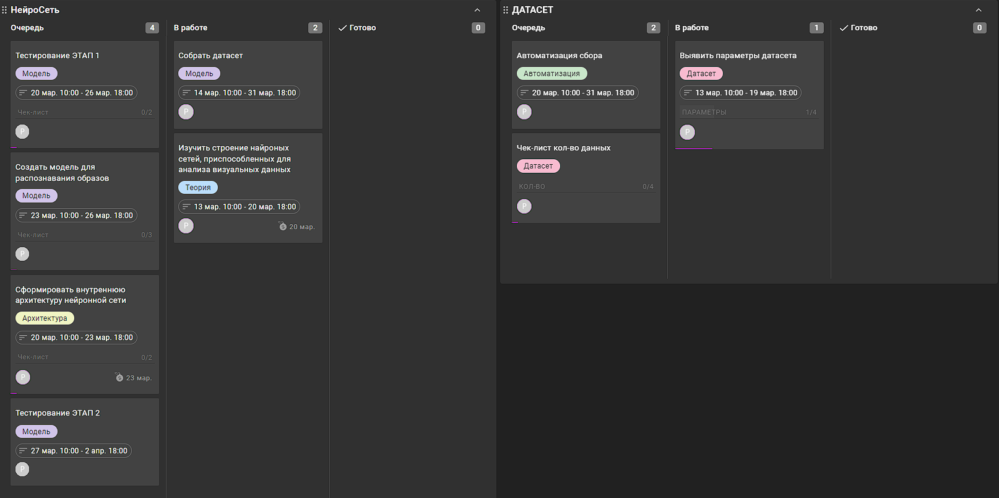 НейроСеть
Очередь 4
Тестирование ЭТАП 1
Модель
20 мар. 10:00 - 26 мар. 18:00
Чек-лист 0/2
P
Создать модель для
распознавания образов
Модель
23 мар. 10:00 - 26 мар. 18:00
Чек-лист 0/3
P
Сформировать внутреннюю
архитектуру нейронной сети
Архитектура
20 мар. 10:00 - 23 мар. 18:00
Чек-лист 0/2
P 23 мар.
Тестирование ЭТАП 2
Модель
27 мар. 10:00 - 2 апр. 18:00
P
В работе 2
Собрать датасет
Модель
14 мар. 10:00 - 31 мар. 18:00
P
Изучить строение найроных
сетей, приспособленных для
анализа визуальных данных
Теория
13 мар. 10:00 - 20 мар. 18:00
P 20 мар.
Готово 0
ДАТАСЕТ
Очередь 2
Автоматизация сбора
Автоматизация
20 мар. 10:00 - 31 мар. 18:00
P
Чек-лист кол-во данных
Датасет
КОЛ-ВО 0/4
P
В работе 1
Выявить параметры датасета
Датасет
13 мар. 10:00 - 19 мар. 18:00
ПАРАМЕТРЫ 1/4
P
Готово 0